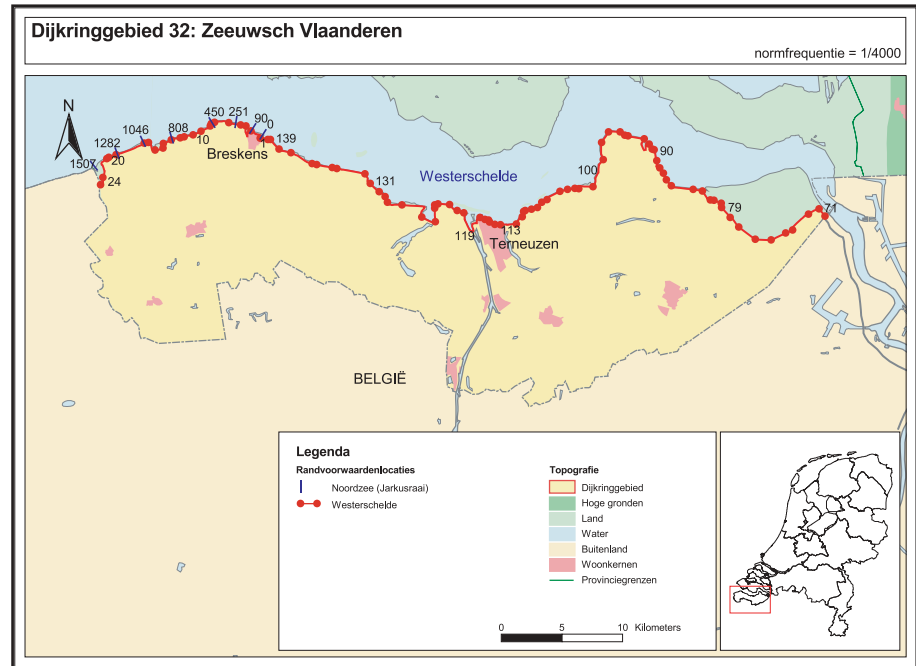 Dijkringgebied 32: Zeeuwsch Vlaanderen
normfrequentie = 1/4000
N
1507
1282
20
24
1046
808
10
450
251
90
0
1
139
Breskens
131
Westerschelde
119
113
Terneuzen
100
90
79
71
BELGIË
Legenda
Randvoorwaardenlocaties
Noordzee (Jarkusraai)
Westerschelde
Topografie
Dijkringgebied
Hoge gronden
Land
Water
Buitenland
Woonkernen
Provinciegrenzen
0 5 10 Kilometers